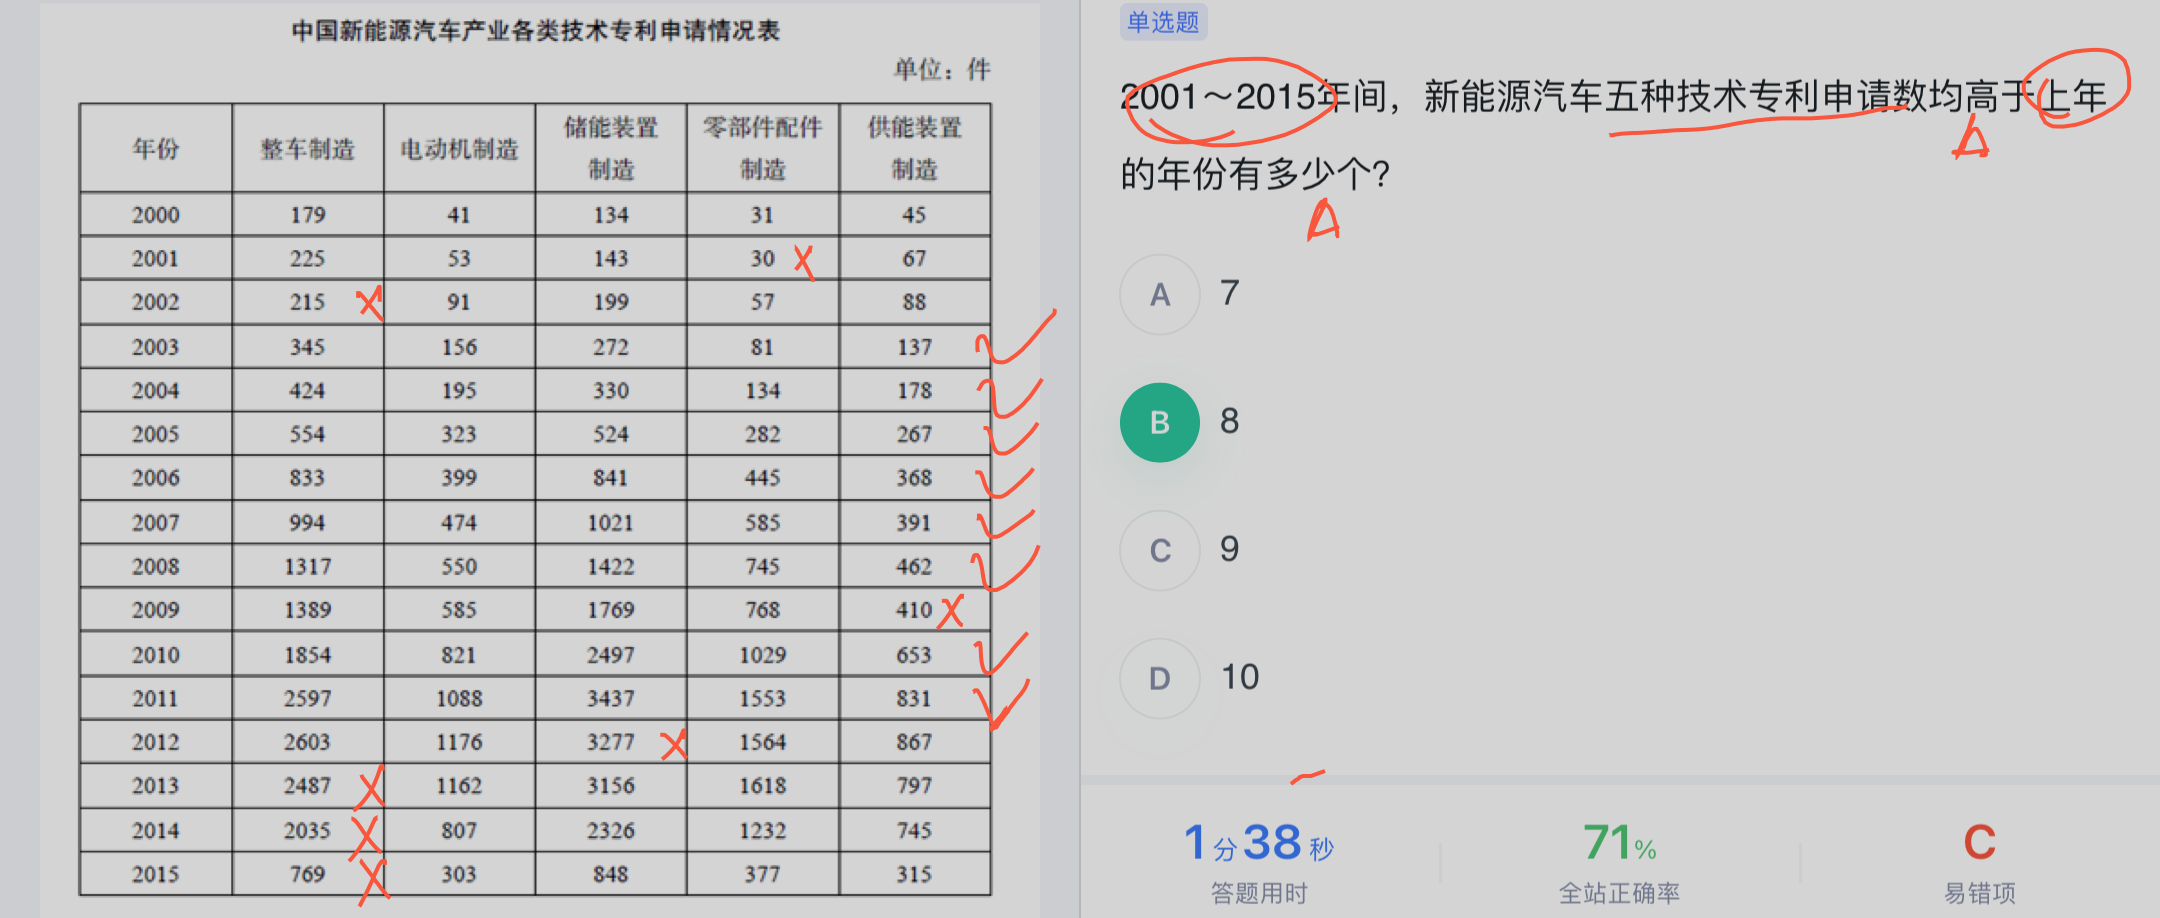 中国新能源汽车产业各类技术专利申请情况表
单位：件
年份 整车制造 电动机制造 储能装置制造 零部件配件制造 供能装置制造
2000 179 41 134 31 45
2001 225 53 143 30 67
2002 215 91 199 57 88
2003 345 156 272 81 137
2004 424 195 330 134 178
2005 554 323 524 282 267
2006 833 399 841 445 368
2007 994 474 1021 585 391
2008 1317 550 1422 745 462
2009 1389 585 1769 768 410
2010 1854 821 2497 1029 653
2011 2597 1088 3437 1553 831
2012 2603 1176 3277 1564 867
2013 2487 1162 3156 1618 797
2014 2035 807 2326 1232 745
2015 769 303 848 377 315
单选题
2001～2015年间，新能源汽车五种技术专利申请数均高于上年
的年份有多少个?
A 7
B 8
C 9
D 10
1分38秒 71% C
答题用时 全站正确率 易错项